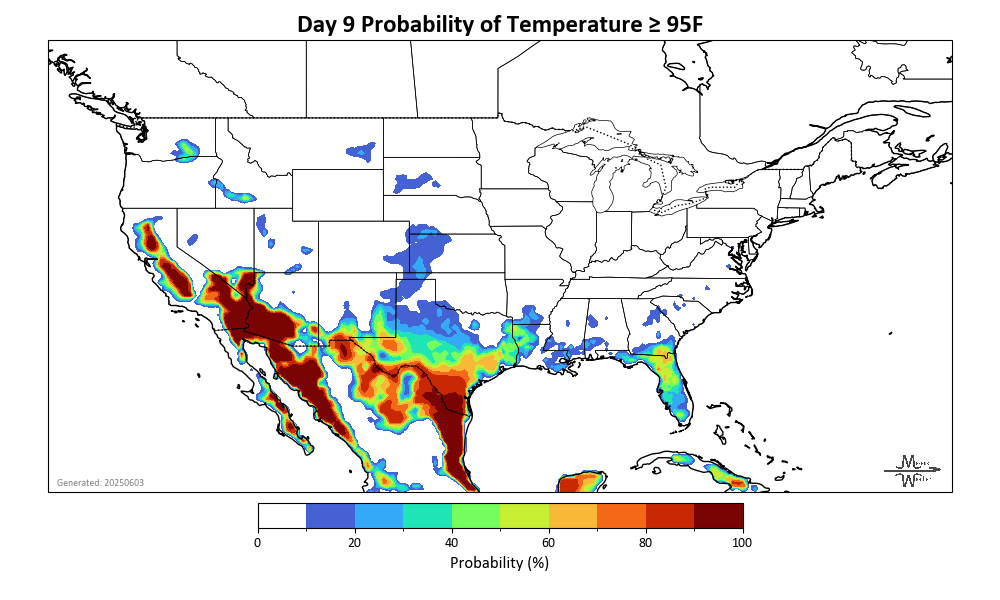 Day 9 Probability of Temperature ≥ 95F
Generated: 20250603
0 20 40 60 80 100
Probability (%)